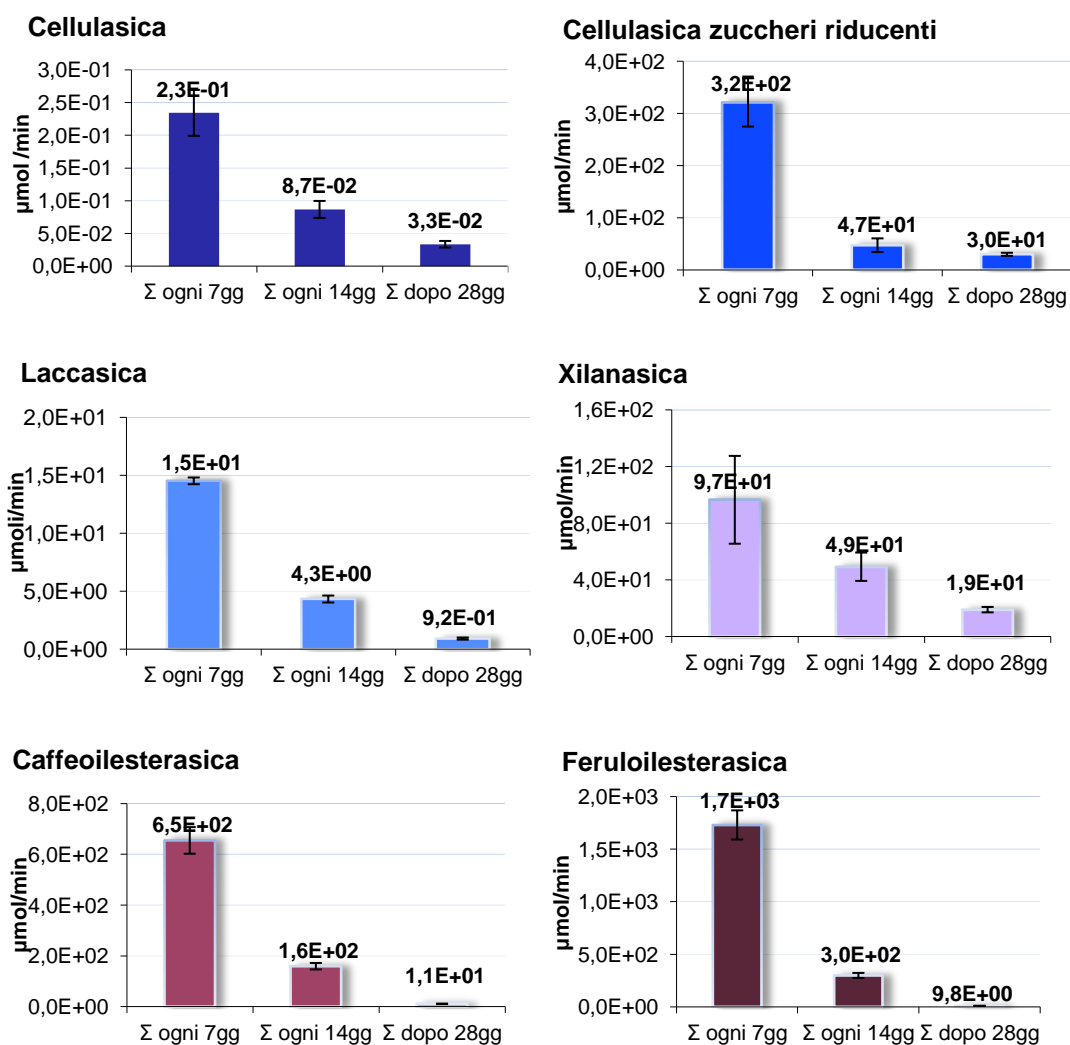 Cellulasica
3,0E-01
2,5E-01
2,0E-01
1,5E-01
1,0E-01
5,0E-02
0,0E+00
µmol /min
2,3E-01
8,7E-02
3,3E-02
Σ ogni 7gg Σ ogni 14gg Σ dopo 28gg
Cellulasica zuccheri riducenti
4,0E+02
3,0E+02
2,0E+02
1,0E+02
0,0E+00
µmol/min
3,2E+02
4,7E+01
3,0E+01
Σ ogni 7gg Σ ogni 14gg Σ dopo 28gg
Laccasica
2,0E+01
1,5E+01
1,0E+01
5,0E+00
0,0E+00
µmoli/min
1,5E+01
4,3E+00
9,2E-01
Σ ogni 7gg Σ ogni 14gg Σ dopo 28gg
Xilanasica
1,6E+02
1,2E+02
8,0E+01
4,0E+01
0,0E+00
µmol/min
9,7E+01
4,9E+01
1,9E+01
Σ ogni 7gg Σ ogni 14gg Σ dopo 28gg
Caffeoilesterasica
8,0E+02
6,0E+02
4,0E+02
2,0E+02
0,0E+00
µmol/min
6,5E+02
1,6E+02
1,1E+01
Σ ogni 7gg Σ ogni 14gg Σ dopo 28gg
Feruloilesterasica
2,0E+03
1,5E+03
1,0E+03
5,0E+02
0,0E+00
µmol/min
1,7E+03
3,0E+02
9,8E+00
Σ ogni 7gg Σ ogni 14gg Σ dopo 28gg